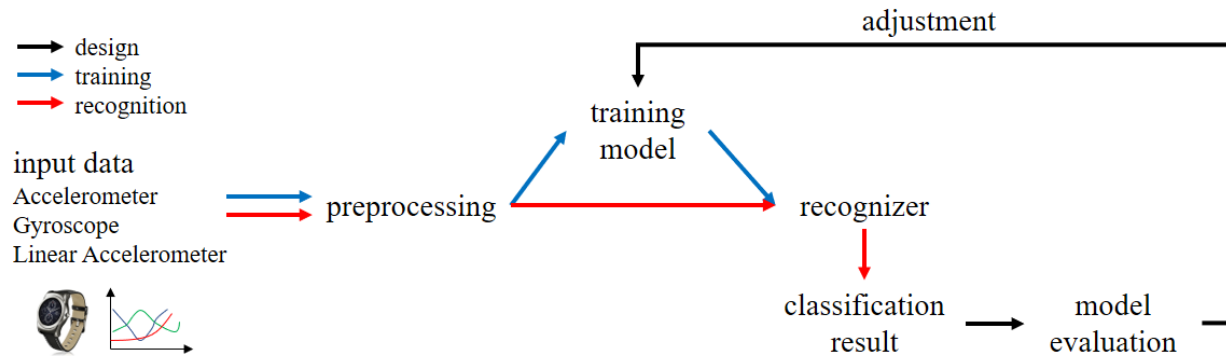 adjustment
design
training
recognition
training
model
input data
Accelerometer
Gyroscope
Linear Accelerometer
preprocessing
recognizer
classification
result
model
evaluation